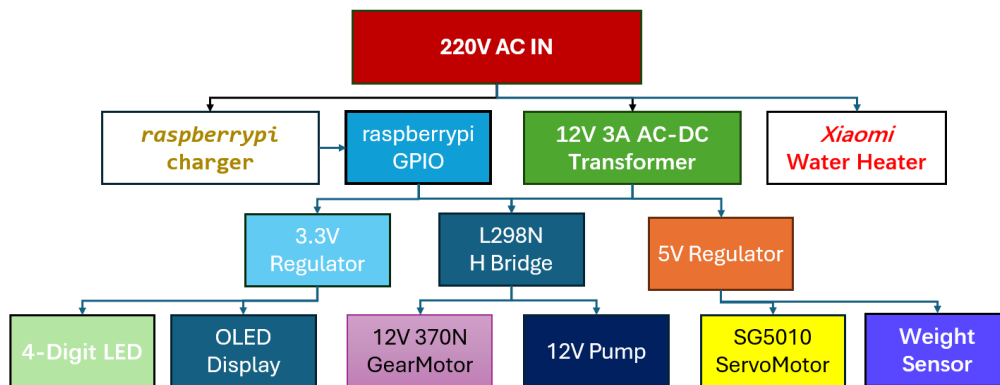 220V AC IN
raspberrypi
charger
raspberrypi
GPIO
12V 3A AC-DC
Transformer
Xiaomi
Water Heater
3.3V
Regulator
L298N
H Bridge
5V Regulator
4-Digit LED
OLED
Display
12V 370N
GearMotor
12V Pump
SG5010
ServoMotor
Weight
Sensor